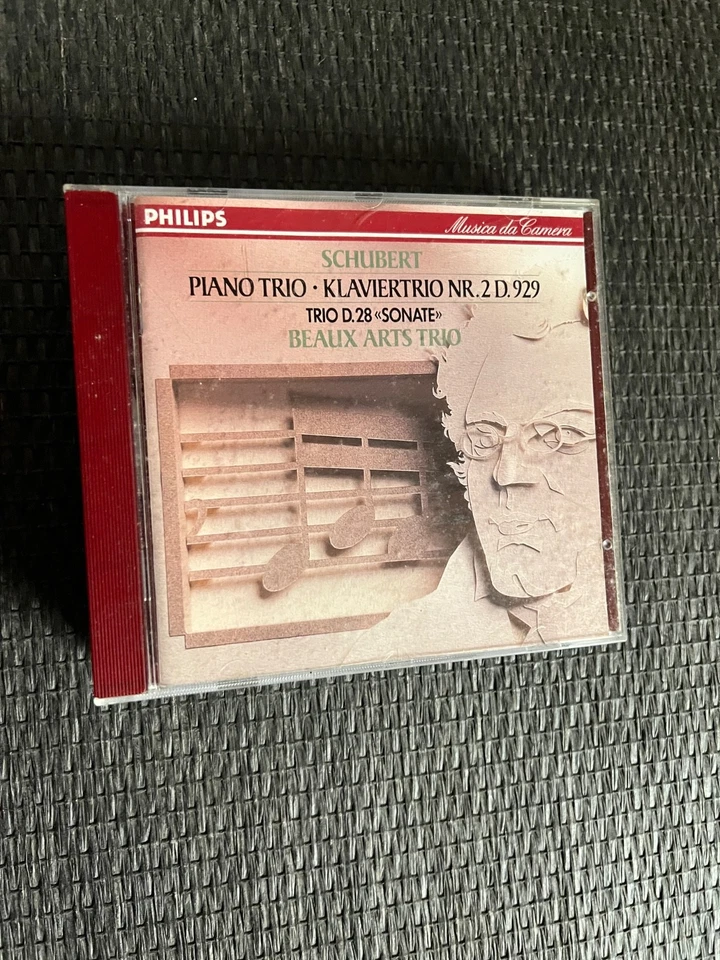 PHILIPS
Musica da Camera
SCHUBERT
PIANO TRIO · KLAVIERTRIO NR.2 D.929
TRIO D.28 «SONATE»
BEAUX ARTS TRIO